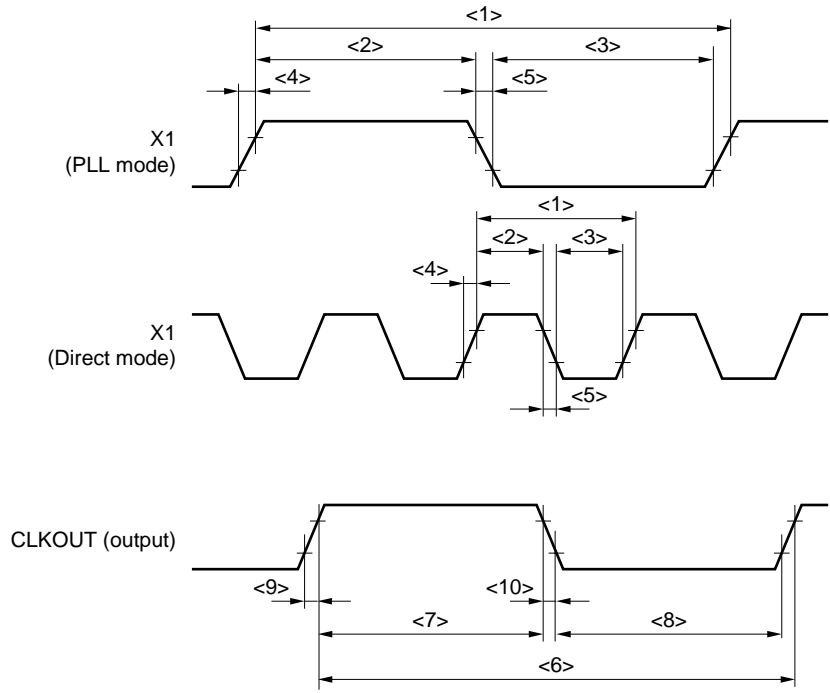 <1>
<2> <3>
<4> <5>
X1
(PLL mode)
<1>
<2> <3>
<4>
X1
(Direct mode)
<5>
CLKOUT (output)
<9> <10>
<7> <8>
<6>